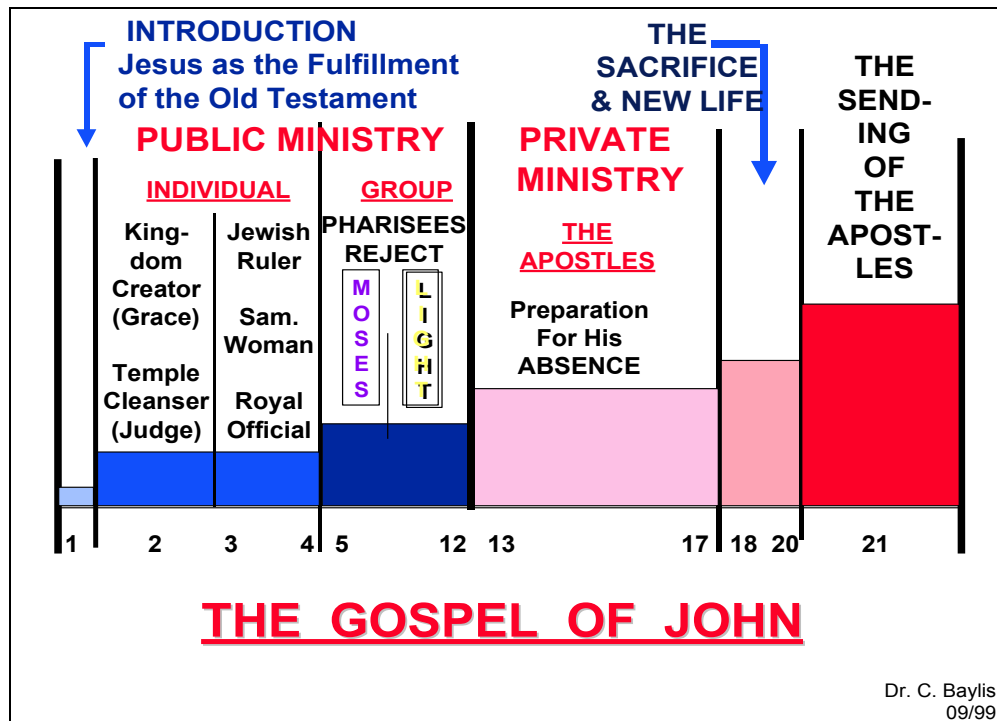 INTRODUCTION
Jesus as the Fulfillment
of the Old Testament
THE
SACRIFICE
& NEW LIFE
THE
SEND-
ING
OF
THE
APOST-
LES
PUBLIC MINISTRY
PRIVATE
MINISTRY
INDIVIDUAL
GROUP
King-
dom
Creator
(Grace)
Temple
Cleanser
(Judge)
Jewish
Ruler
Sam.
Woman
Royal
Official
PHARISEES
REJECT
M
O
S
E
S
L
I
G
H
T
THE
APOSTLES
Preparation
For His
ABSENCE
1 2 3 4 5 12 13 17 18 20 21
THE GOSPEL OF JOHN
Dr. C. Baylis
09/99